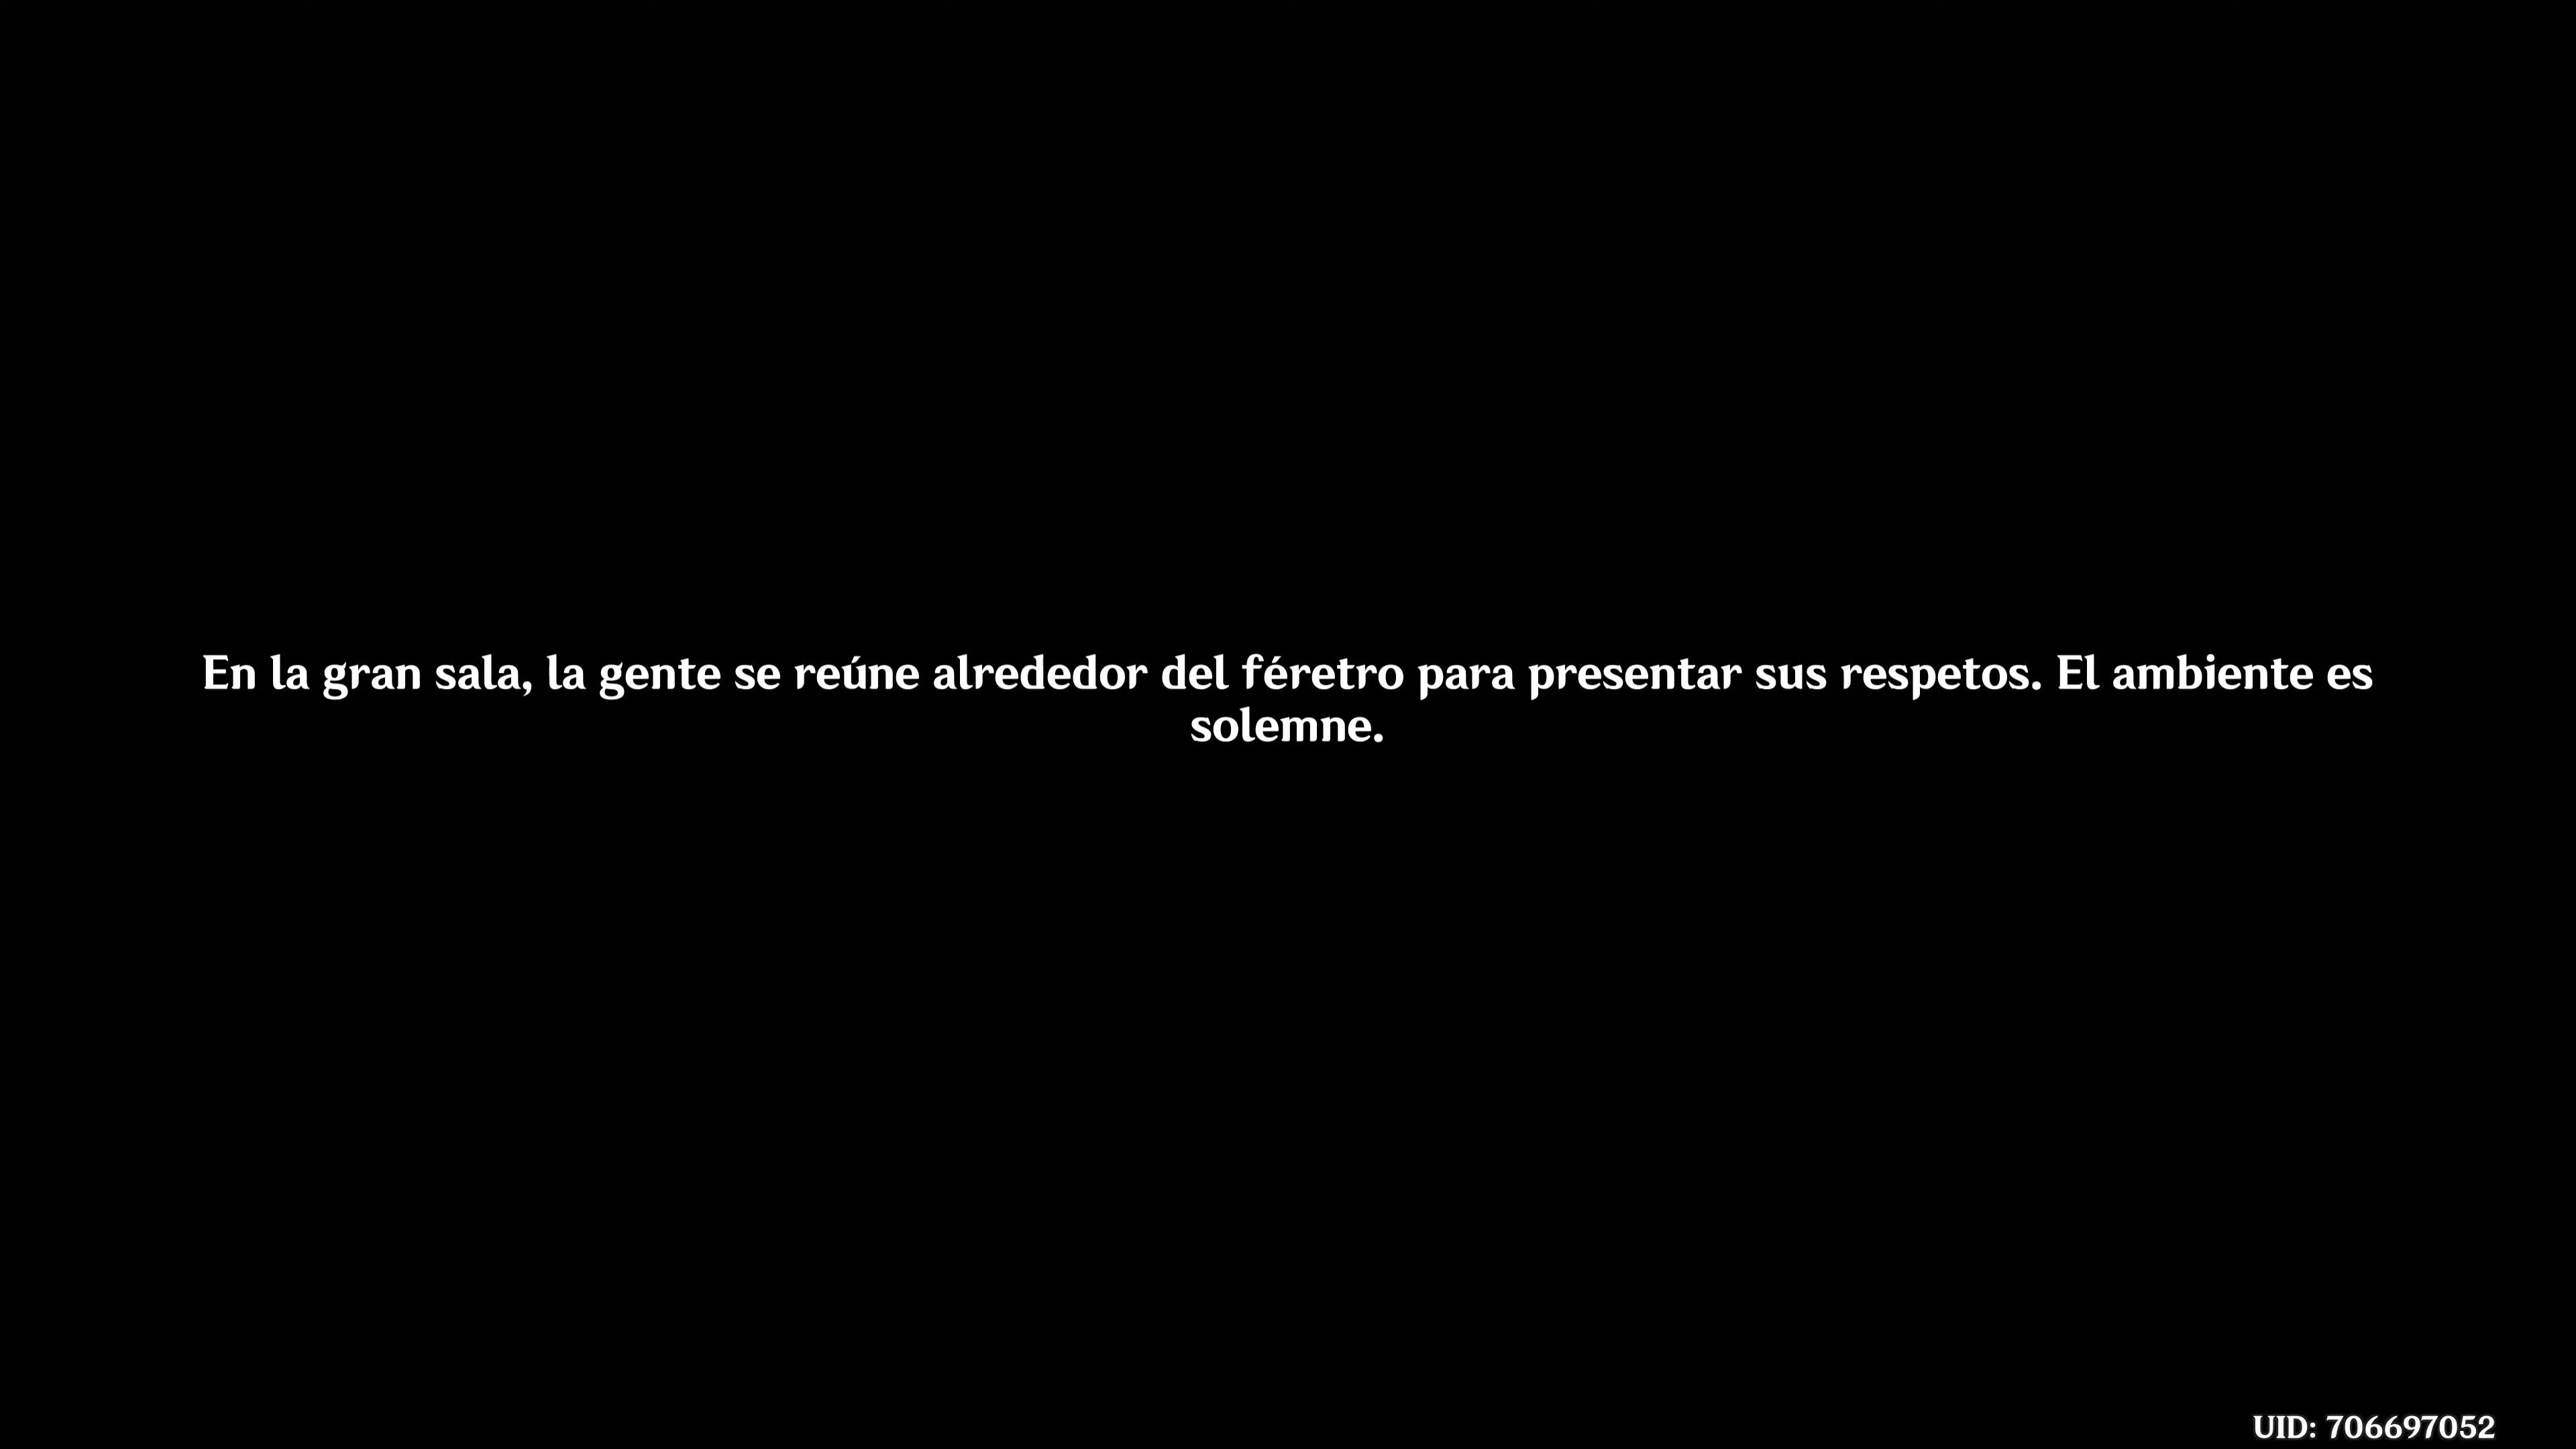 En la gran sala, la gente se reúne alrededor del féretro para presentar sus respetos. El ambiente es
solemne.
UID: 706697052